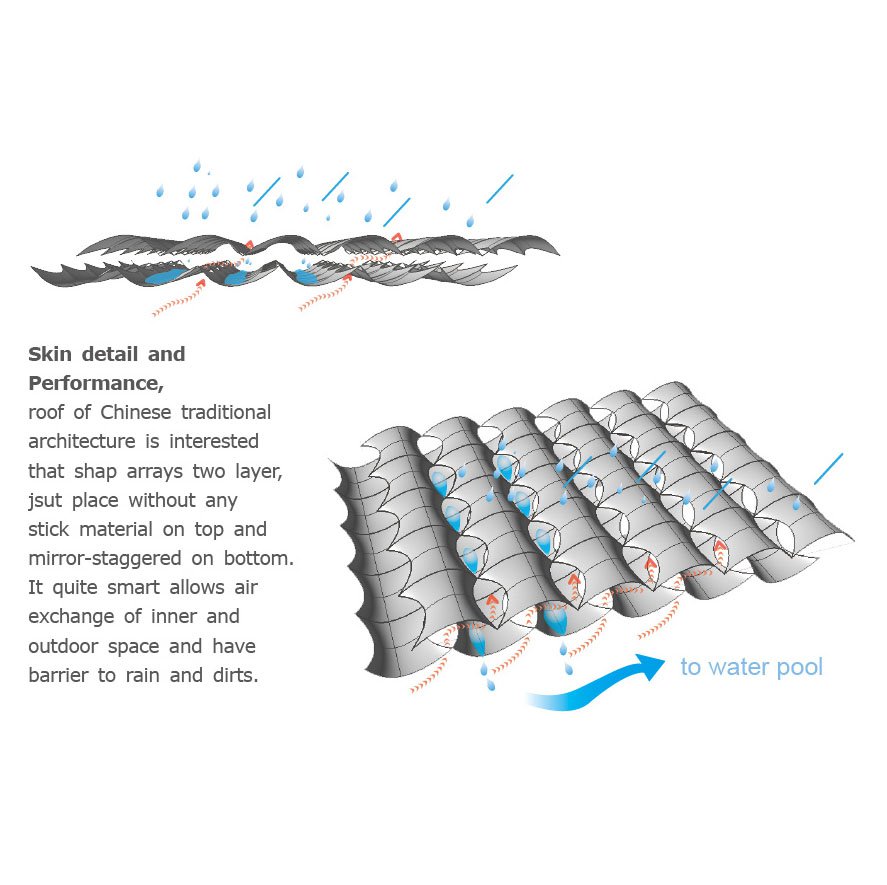 Skin detail and
Performance,
roof of Chinese traditional
architecture is interested
that shap arrays two layer,
jsut place without any
stick material on top and
mirror-staggered on bottom.
It quite smart allows air
exchange of inner and
outdoor space and have
barrier to rain and dirts.
to water pool